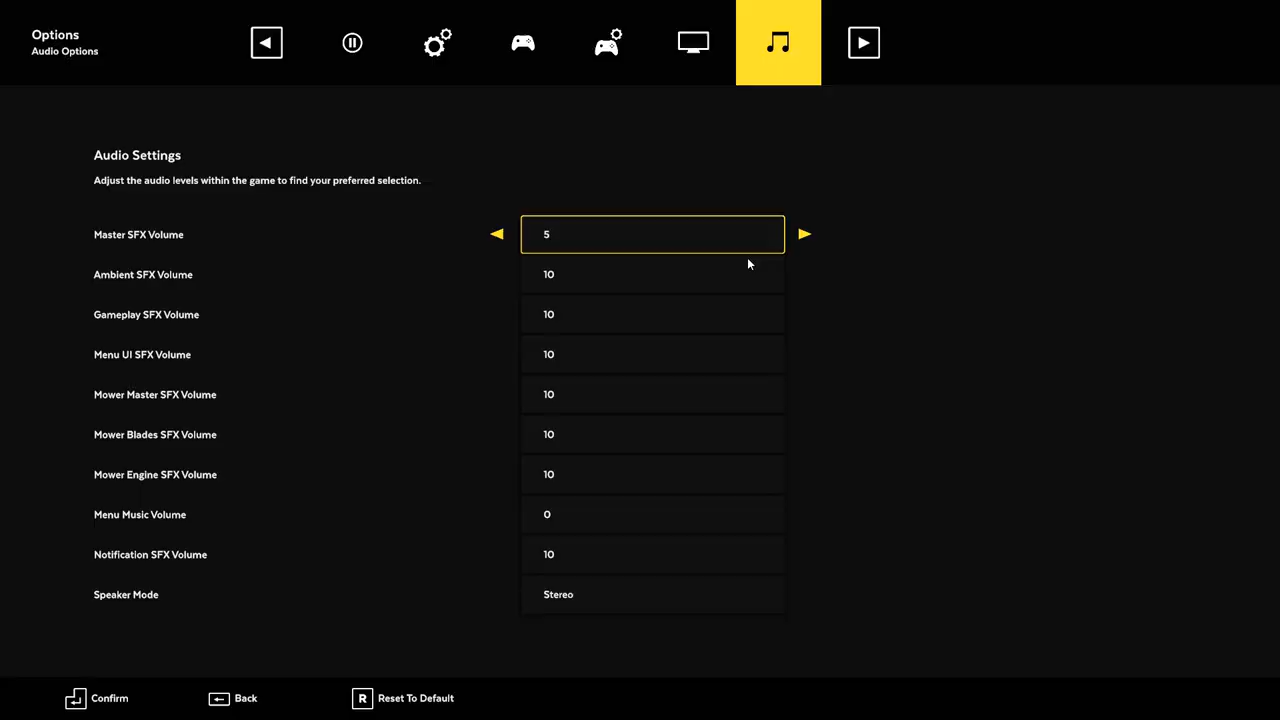 Options
Audio Options
Audio Settings
Adjust the audio levels within the game to find your preferred selection.
Master SFX Volume 5
Ambient SFX Volume 10
Gameplay SFX Volume 10
Menu UI SFX Volume 10
Mower Master SFX Volume 10
Mower Blades SFX Volume 10
Mower Engine SFX Volume 10
Menu Music Volume 0
Notification SFX Volume 10
Speaker Mode Stereo
Confirm Back R Reset To Default